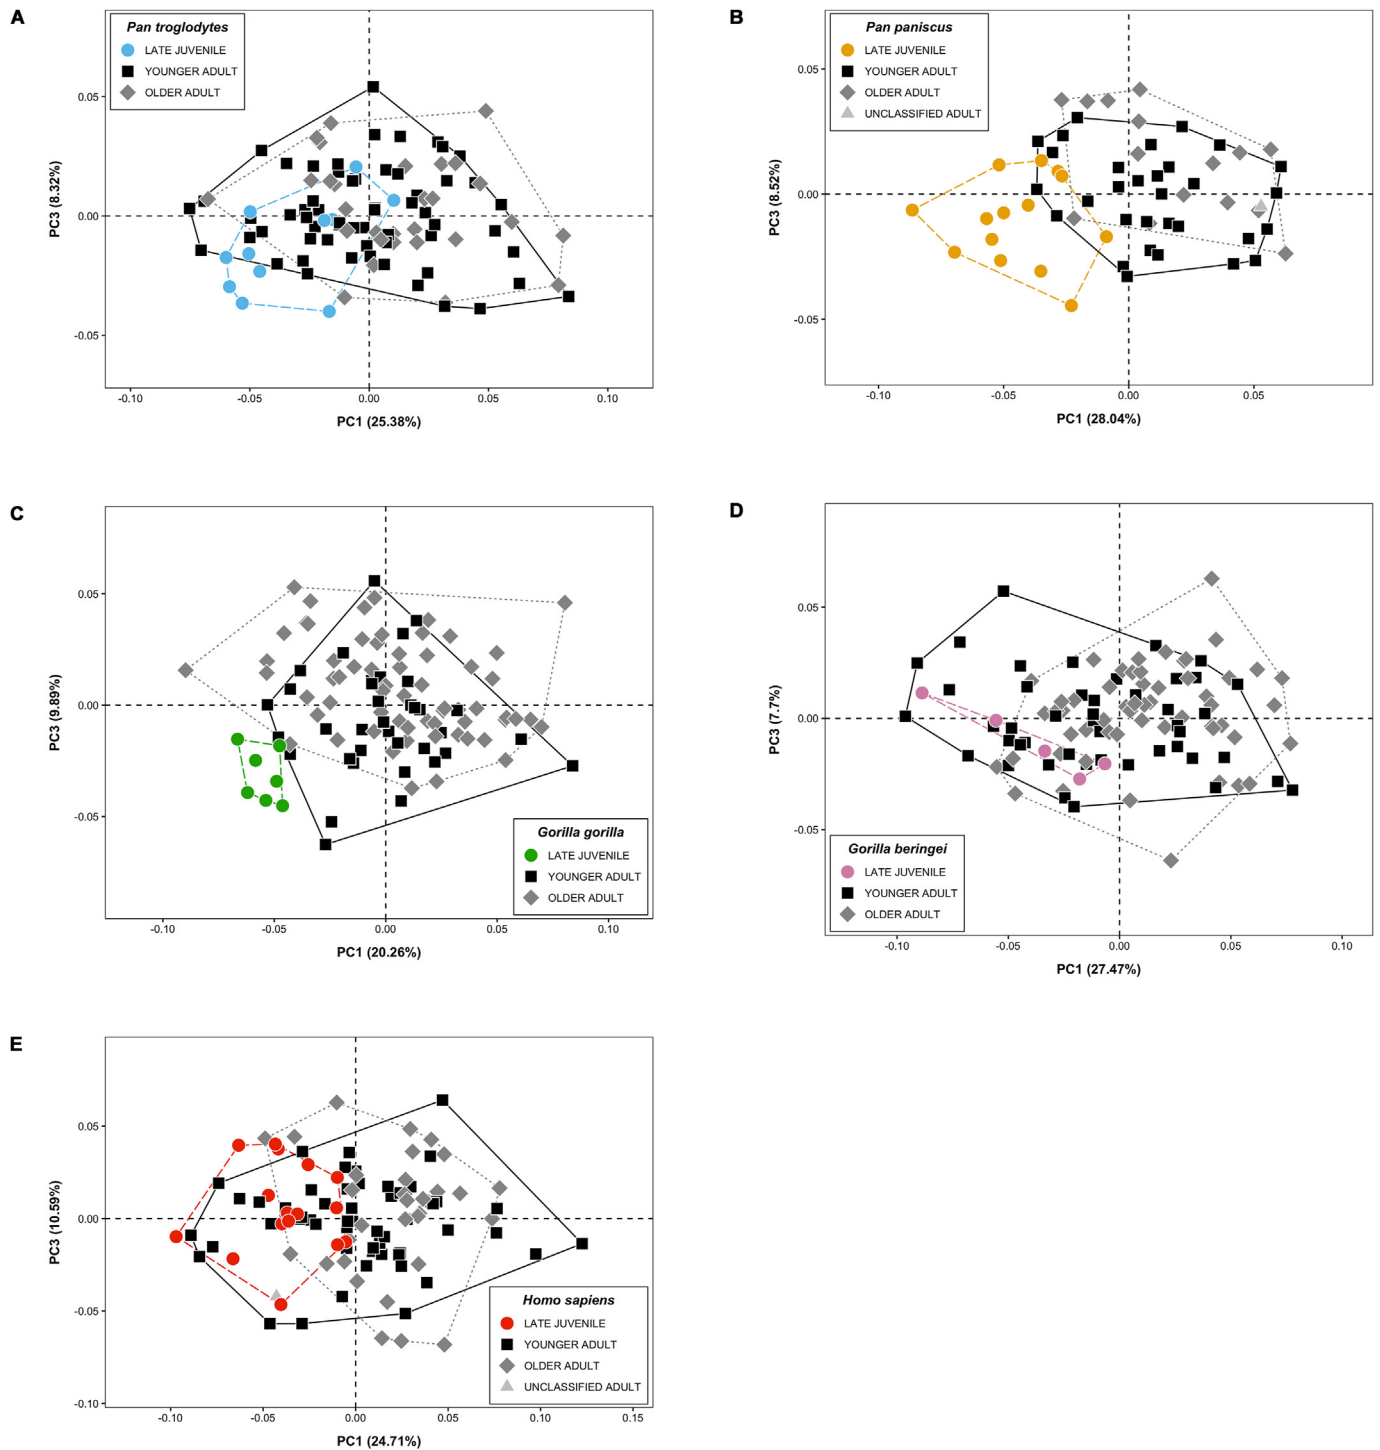 A
Pan troglodytes
LATE JUVENILE
YOUNGER ADULT
OLDER ADULT
0.05
0.00
-0.05
PC3 (8.32%)
-0.10
-0.05
0.00
0.05
0.10
PC1 (25.38%)
B
Pan paniscus
LATE JUVENILE
YOUNGER ADULT
OLDER ADULT
UNCLASSIFIED ADULT
0.05
0.00
-0.05
PC3 (8.52%)
-0.10
-0.05
0.00
0.05
PC1 (28.04%)
C
0.05
0.00
-0.05
PC3 (9.89%)
Gorilla gorilla
LATE JUVENILE
YOUNGER ADULT
OLDER ADULT
-0.10
-0.05
0.00
0.05
0.10
PC1 (20.26%)
D
0.05
0.00
-0.05
PC3 (7.7%)
Gorilla beringei
LATE JUVENILE
YOUNGER ADULT
OLDER ADULT
-0.10
-0.05
0.00
0.05
0.10
PC1 (27.47%)
E
0.05
0.00
-0.05
-0.10
PC3 (10.59%)
Homo sapiens
LATE JUVENILE
YOUNGER ADULT
OLDER ADULT
UNCLASSIFIED ADULT
-0.10
-0.05
0.00
0.05
0.10
0.15
PC1 (24.71%)